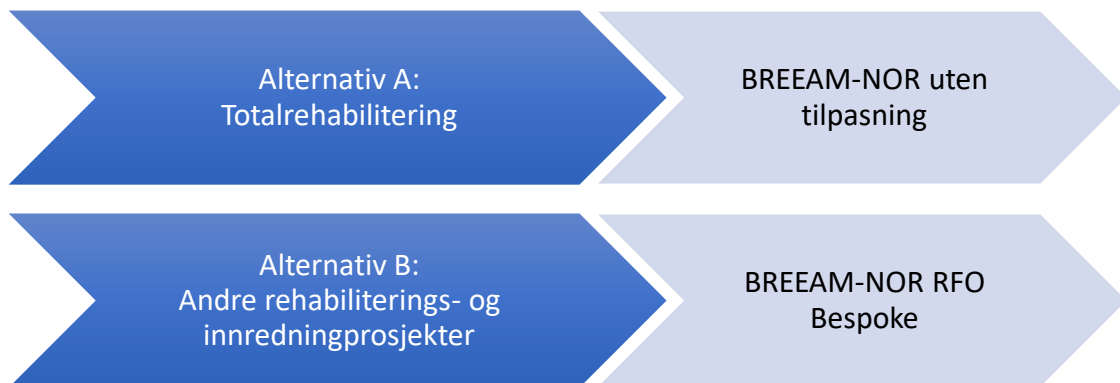 Alternativ A:
Totalrehabilitering
BREEAM-NOR uten
tilpasning
Alternativ B:
Andre rehabiliterings- og
innredningprosjekter
BREEAM-NOR RFO
Bespoke